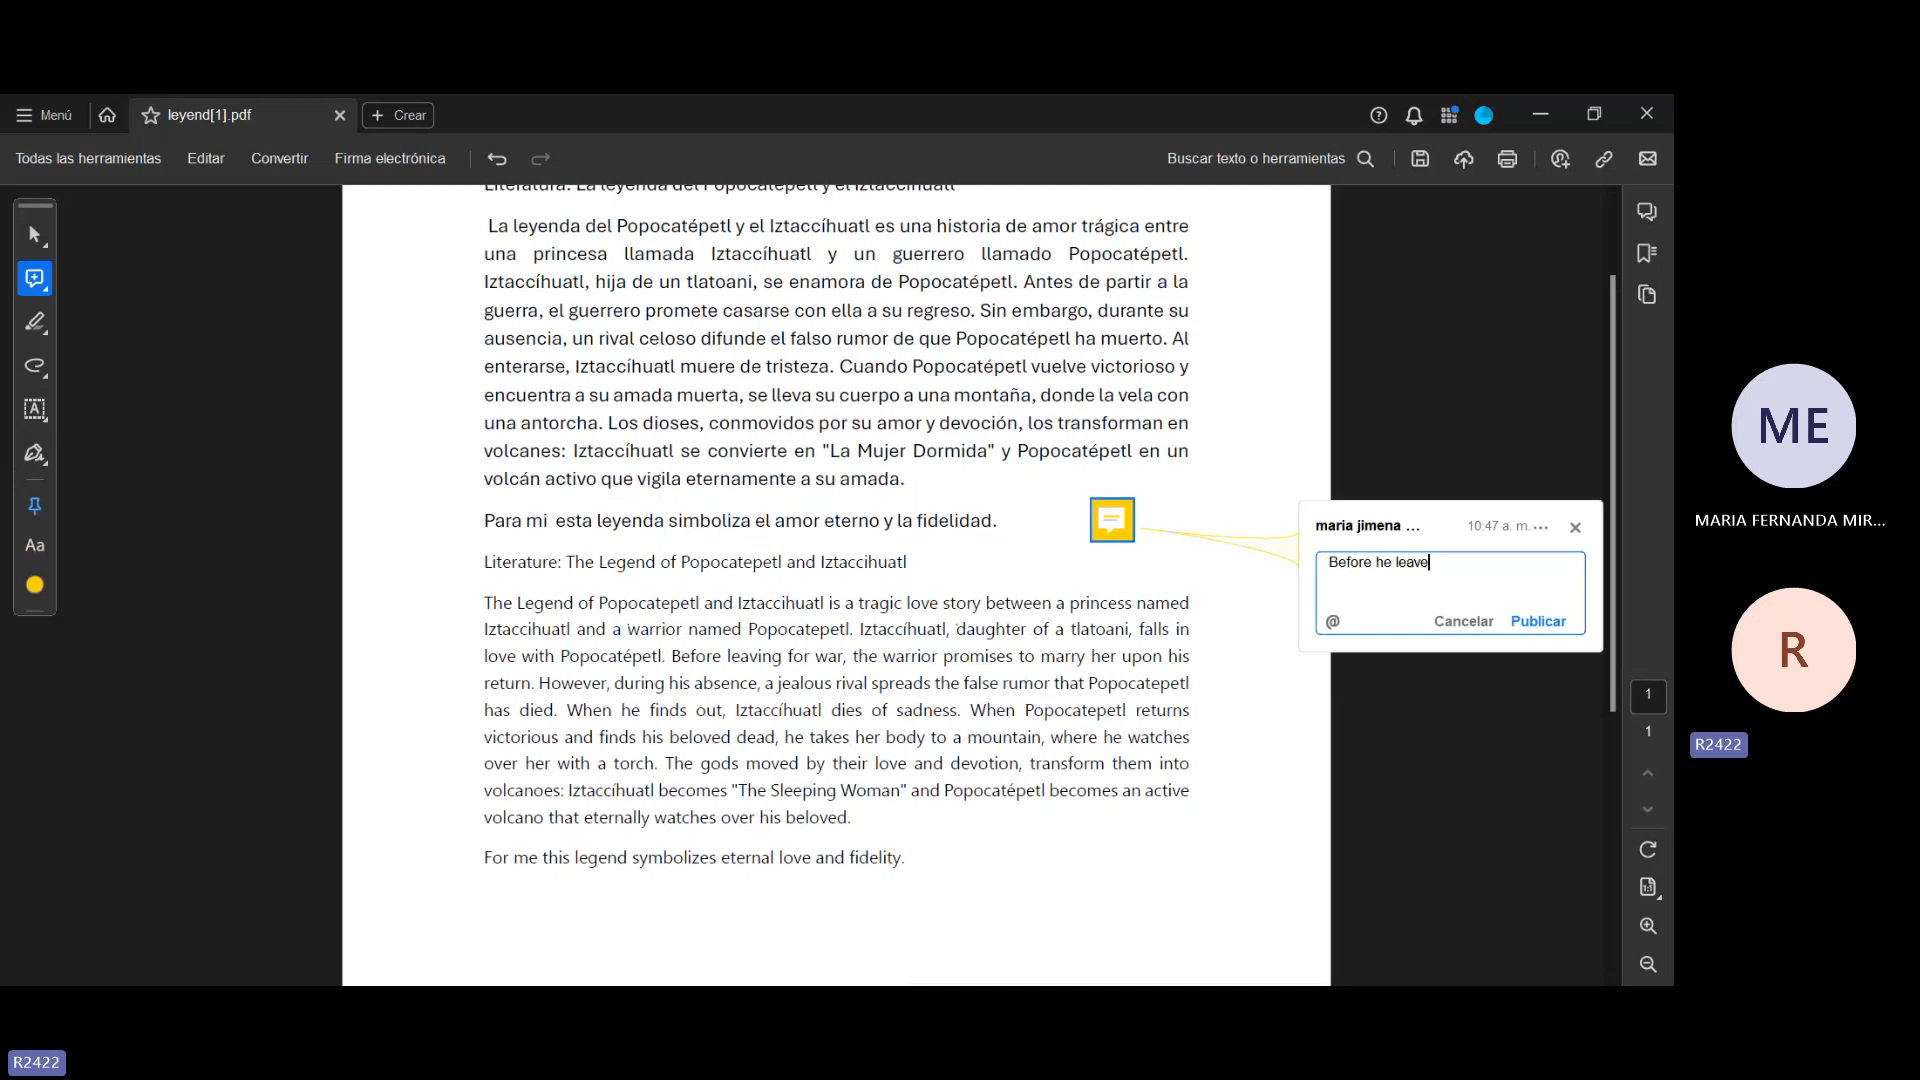 Menú
leyend[1].pdf
Crear
Todas las herramientas
Editar
Convertir
Firma electrónica
Buscar texto o herramientas
Literatura: La leyenda del Popocatépetl y el Iztaccíhuatl
La leyenda del Popocatépetl y el Iztaccíhuatl es una historia de amor trágica entre
una princesa llamada Iztaccíhuatl y un guerrero llamado Popocatépetl.
Iztaccíhuatl, hija de un tlatoani, se enamora de Popocatépetl. Antes de partir a la
guerra, el guerrero promete casarse con ella a su regreso. Sin embargo, durante su
ausencia, un rival celoso difunde el falso rumor de que Popocatépetl ha muerto. Al
enterarse, Iztaccíhuatl muere de tristeza. Cuando Popocatépetl vuelve victorioso y
encuentra a su amada muerta, se lleva su cuerpo a una montaña, donde la vela con
una antorcha. Los dioses, conmovidos por su amor y devoción, los transforman en
volcanes: Iztaccíhuatl se convierte en "La Mujer Dormida" y Popocatépetl en un
volcán activo que vigila eternamente a su amada.
Para mi esta leyenda simboliza el amor eterno y la fidelidad.
Literature: The Legend of Popocatepetl and Iztaccihuatl
The Legend of Popocatepetl and Iztaccihuatl is a tragic love story between a princess named
Iztaccihuatl and a warrior named Popocatepetl. Iztaccíhuatl, daughter of a tlatoani, falls in
love with Popocatépetl. Before leaving for war, the warrior promises to marry her upon his
return. However, during his absence, a jealous rival spreads the false rumor that Popocatepetl
has died. When he finds out, Iztaccíhuatl dies of sadness. When Popocatepetl returns
victorious and finds his beloved dead, he takes her body to a mountain, where he watches
over her with a torch. The gods moved by their love and devotion, transform them into
volcanoes: Iztaccíhuatl becomes "The Sleeping Woman" and Popocatépetl becomes an active
volcano that eternally watches over his beloved.
For me this legend symbolizes eternal love and fidelity.
maria jimena ...
10:47 a. m.
Before he leave
@
Cancelar
Publicar
Aa
1
1
ME
MARIA FERNANDA MIR...
R
R2422
R2422